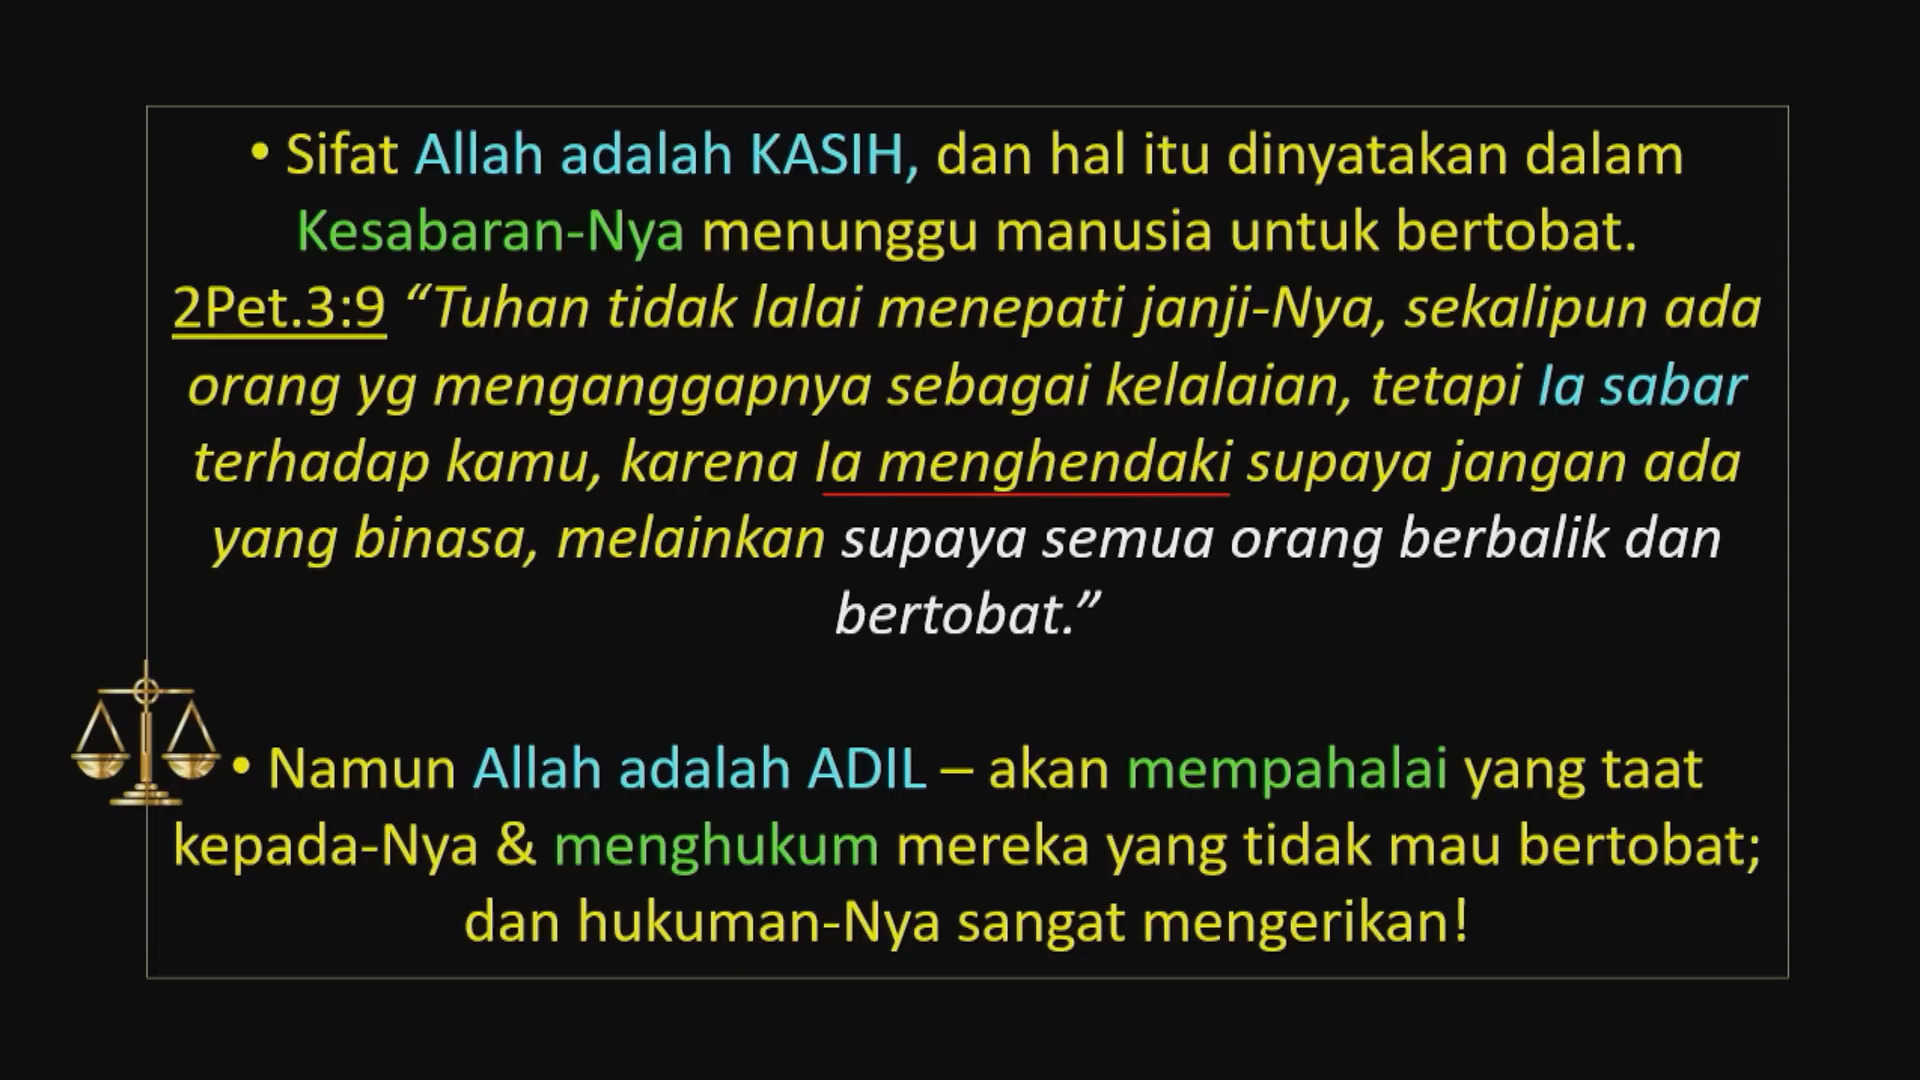 • Sifat Allah adalah KASIH, dan hal itu dinyatakan dalam
Kesabaran-Nya menunggu manusia untuk bertobat.
2Pet.3:9 “Tuhan tidak lalai menepati janji-Nya, sekalipun ada
orang yg menganggapnya sebagai kelalaian, tetapi Ia sabar
terhadap kamu, karena Ia menghendaki supaya jangan ada
yang binasa, melainkan supaya semua orang berbalik dan
bertobat.”
• Namun Allah adalah ADIL – akan mempahalai yang taat
kepada-Nya & menghukum mereka yang tidak mau bertobat;
dan hukuman-Nya sangat mengerikan!